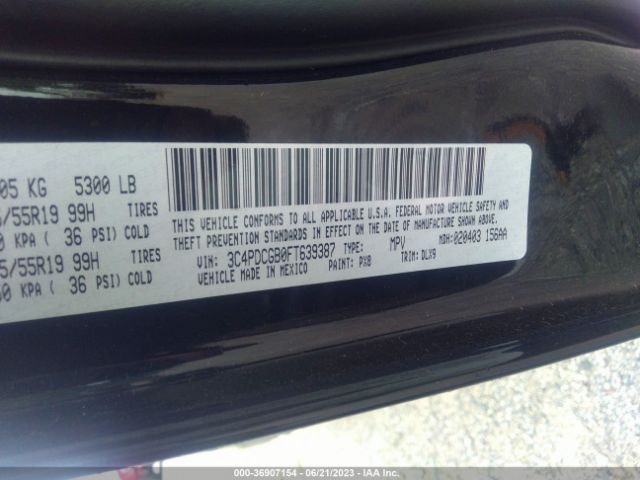 05 KG 5300 LB
/55R19 99H TIRES
0 KPA ( 36 PSI) COLD
5/55R19 99H TIRES
50 KPA ( 36 PSI) COLD
THIS VEHICLE CONFORMS TO ALL APPLICABLE U.S.A. FEDERAL MOTOR VEHICLE SAFETY AND
THEFT PREVENTION STANDARDS IN EFFECT ON THE DATE OF MANUFACTURE SHOWN ABOVE
VIN: 3C4PDCGB0FT639387 TYPE: MPV MDH:020403 156AA
VEHICLE MADE IN MEXICO PAINT: PX8 TRIM: DLX9
000-36907154 - 06/21/2023 - IAA Inc.